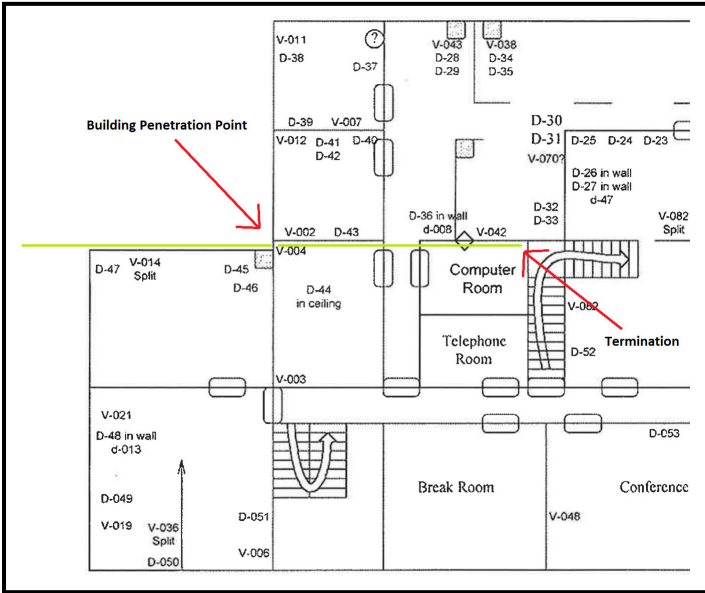 V-011
D-38
?
D-37
V-043
D-28
D-29
V-038
D-34
D-35
Building Penetration Point
D-39
V-007
D-30
D-31
V-012
D-41
D-42
D-40
D-25
D-24
D-23
V-070?
D-26 in wall
D-27 in wall
d-47
D-36 in wall
d-008
D-32
D-33
V-082
Split
V-002
D-43
V-042
V-004
V-014
Split
D-47
D-45
D-46
D-44
in ceiling
Computer
Room
V-082
Telephone
Room
Termination
D-52
V-003
V-021
D-48 in wall
d-013
D-053
D-049
Break Room
Conference
V-019
V-036
Split
D-051
V-048
D-050
V-006